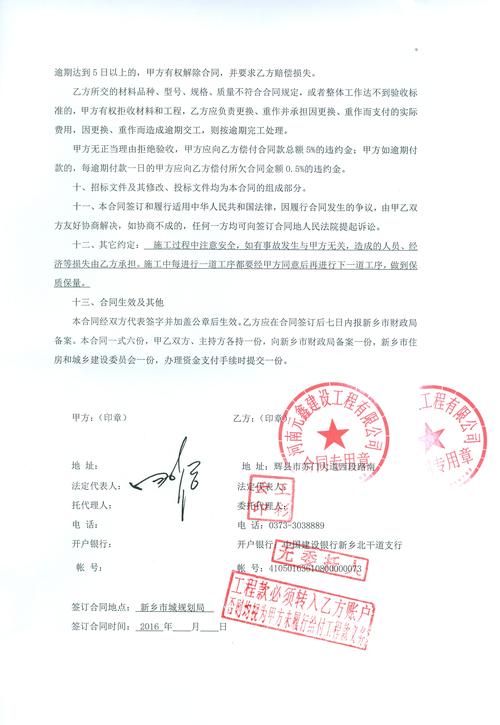 逾期达到5日以上的，甲方有权解除合同，并要求乙方赔偿损失。
乙方所交的材料品种、型号、规格、质量不符合合同规定，或者整体工作达不到验收标
准的，甲方有权拒收材料和工程，乙方应负责更换、重作并承担因更换、重作而支付的实际
费用，因更换、重作而造成逾期交工，则按逾期完工处理。
甲方无正当理由拒绝验收，甲方应向乙方偿付合同款总额5%的违约金；甲方如逾期付
款的，每逾期付款一日的甲方应向乙方偿付所欠合同金额0.5%的违约金。
十、招标文件及其修改、投标文件均为本合同的组成部分。
十一、本合同签订和履行适用中华人民共和国法律，因履行合同发生的争议，由甲乙双
方友好协商解决，如协商不成的，任何一方均可向签订合同地人民法院提起诉讼。
十二、其它约定：施工过程中注意安全，如有事故发生与甲方无关，造成的人员、经
济等损失由乙方承担。施工中每进行一道工序都要经甲方同意后再进行下一道工序，做到保
质保量。
十三、合同生效及其他
本合同经双方代表签字并加盖公章后生效。乙方应在合同签订后七日内报新乡市财政局
备案。本合同一式六份，甲乙双方、主持方各持一份，向新乡市财政局备案一份，新乡市住
房和城乡建设委员会一份，办理资金支付手续时提交一份。
甲方：（印章） 乙方：（印章）
河南元鑫建设工程有限公司
合同专用章
工程有限公司
专用章
地 址： 地 址：辉县市苏门大道西段路南
法定代表人： 法定代表人：
托代理人： 委托代理人：
电 话： 电 话：0373-3038889
开户银行： 开户银行：中国建设银行新乡北干道支行
无委托人
帐 号： 帐 号：41050163610800000073
工程款必须转入乙方账户
否则均视为甲方未履行给付工程款义务
签订合同地点：新乡市城规划局
签订合同时间：2016 年 月 日